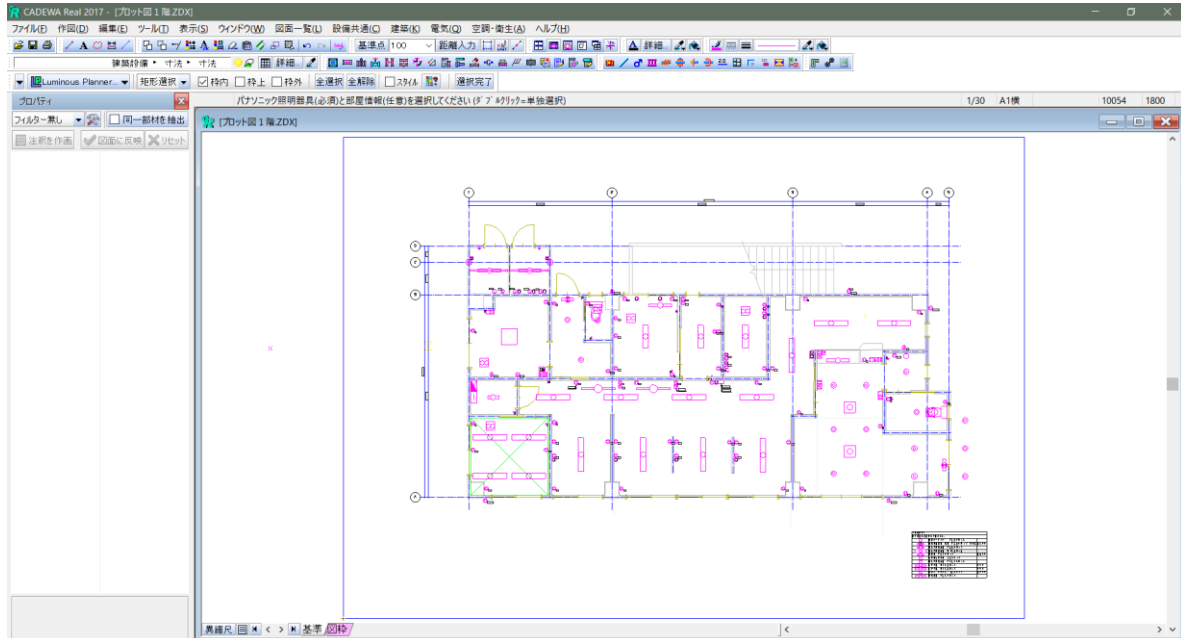 CADEWA Real 2017 - [プロット図 1 階.ZDX]
ファイル(F) 作図(D) 編集(E) ツール(T) 表示(S) ウインドウ(W) 図面一覧(L) 設備共通(C) 建築(K) 電気(Q) 空調・衛生(A) ヘルプ(H)
基準点 100 距離入力 詳細...
建築設備・ 寸法・ 寸法 詳細...
Luminous Planner... 矩形選択 枠内 枠上 枠外 全選択 全解除 スタイル 選択完了
プロパティ パナソニック照明器具(必須)と部屋情報(任意)を選択してください(ダブルクリック=単独選択) 1/30 A1横 10054 1800
フィルター無し 同一部材を抽出 [プロット図 1 階.ZDX]
注釈を作画 図面に反映 リセット
異縮尺 基準 図枠